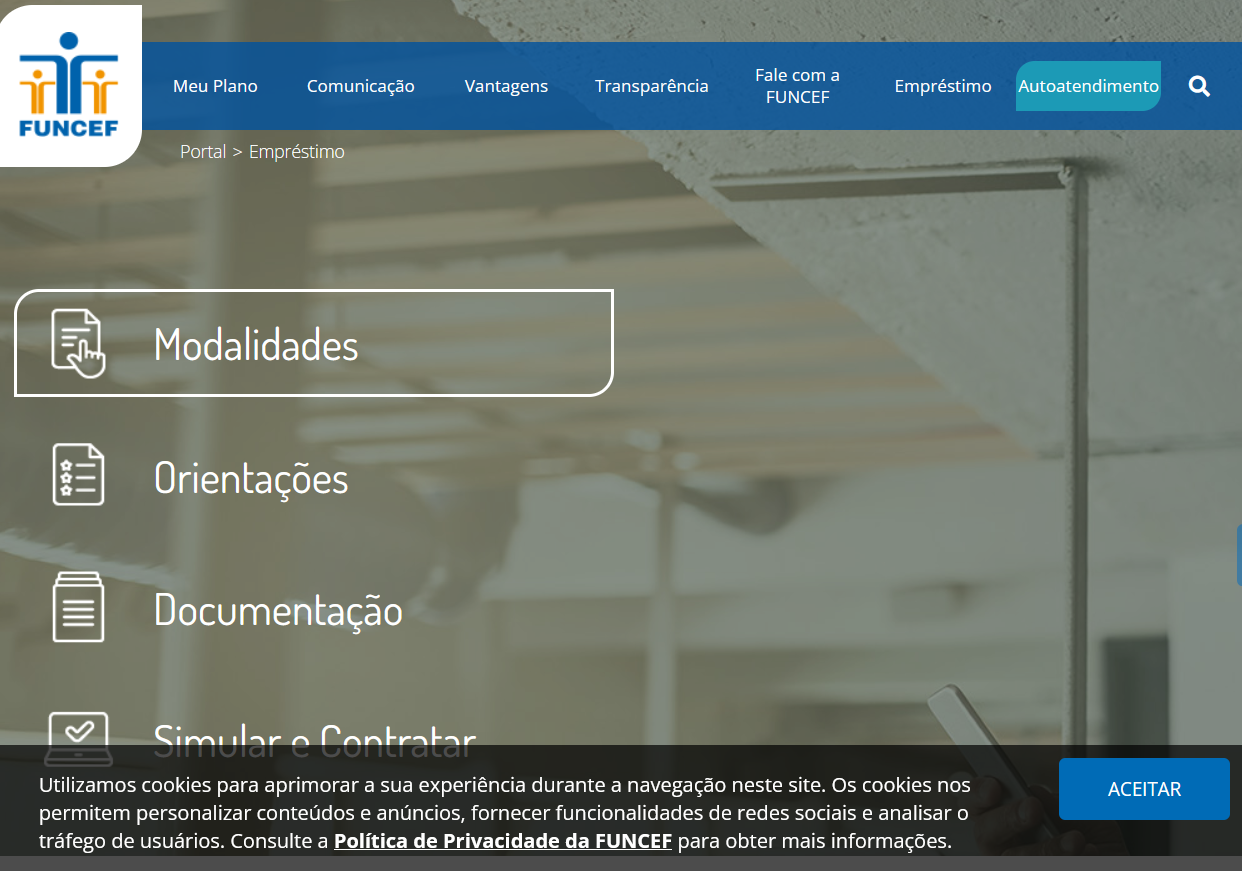 FUNCEF
Meu Plano
Comunicação
Vantagens
Transparência
Fale com a
FUNCEF
Empréstimo
Autoatendimento
Portal > Empréstimo
Modalidades
Orientações
Documentação
Simular e Contratar
Utilizamos cookies para aprimorar a sua experiência durante a navegação neste site. Os cookies nos
permitem personalizar conteúdos e anúncios, fornecer funcionalidades de redes sociais e analisar o
tráfego de usuários. Consulte a Política de Privacidade da FUNCEF para obter mais informações.
ACEITAR